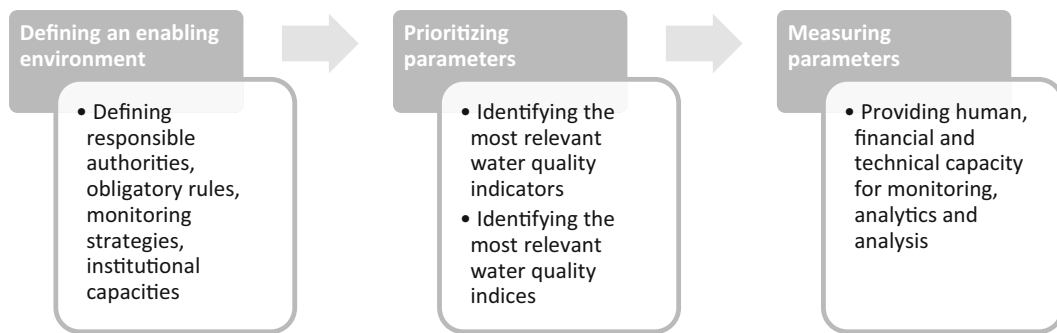 Defining an enabling
environment
• Defining
responsible
authorities,
obligatory rules,
monitoring
strategies,
institutional
capacities
Prioritizing
parameters
• Identifying the
most relevant
water quality
indicators
• Identifying the
most relevant
water quality
indices
Measuring
parameters
• Providing human,
financial and
technical capacity
for monitoring,
analytics and
analysis